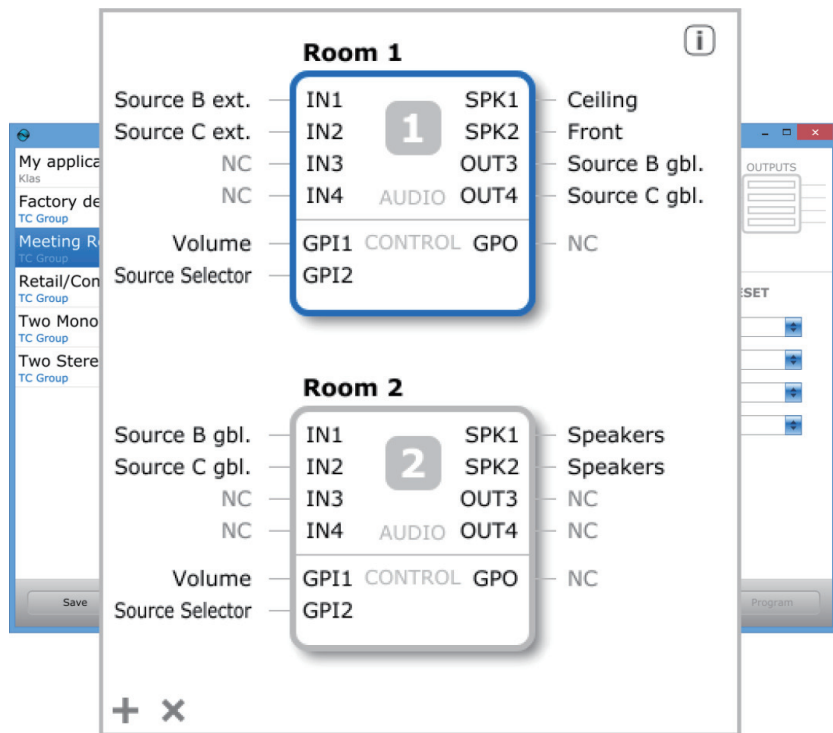 Room 1
i
Source B ext. IN1 1 SPK1 Ceiling
Source C ext. IN2 SPK2 Front
NC IN3 OUT3 Source B gbl.
NC IN4 AUDIO OUT4 Source C gbl.
Volume GPI1 CONTROL GPO NC
Source Selector GPI2
Room 2
Source B gbl. IN1 2 SPK1 Speakers
Source C gbl. IN2 SPK2 Speakers
NC IN3 OUT3 NC
NC IN4 AUDIO OUT4 NC
Volume GPI1 CONTROL GPO NC
Source Selector GPI2
My applica
Klas
Factory de
TC Group
Meeting R
TC Group
Retail/Con
TC Group
Two Mono
TC Group
Two Stere
TC Group
Save
OUTPUTS
ESET
Program